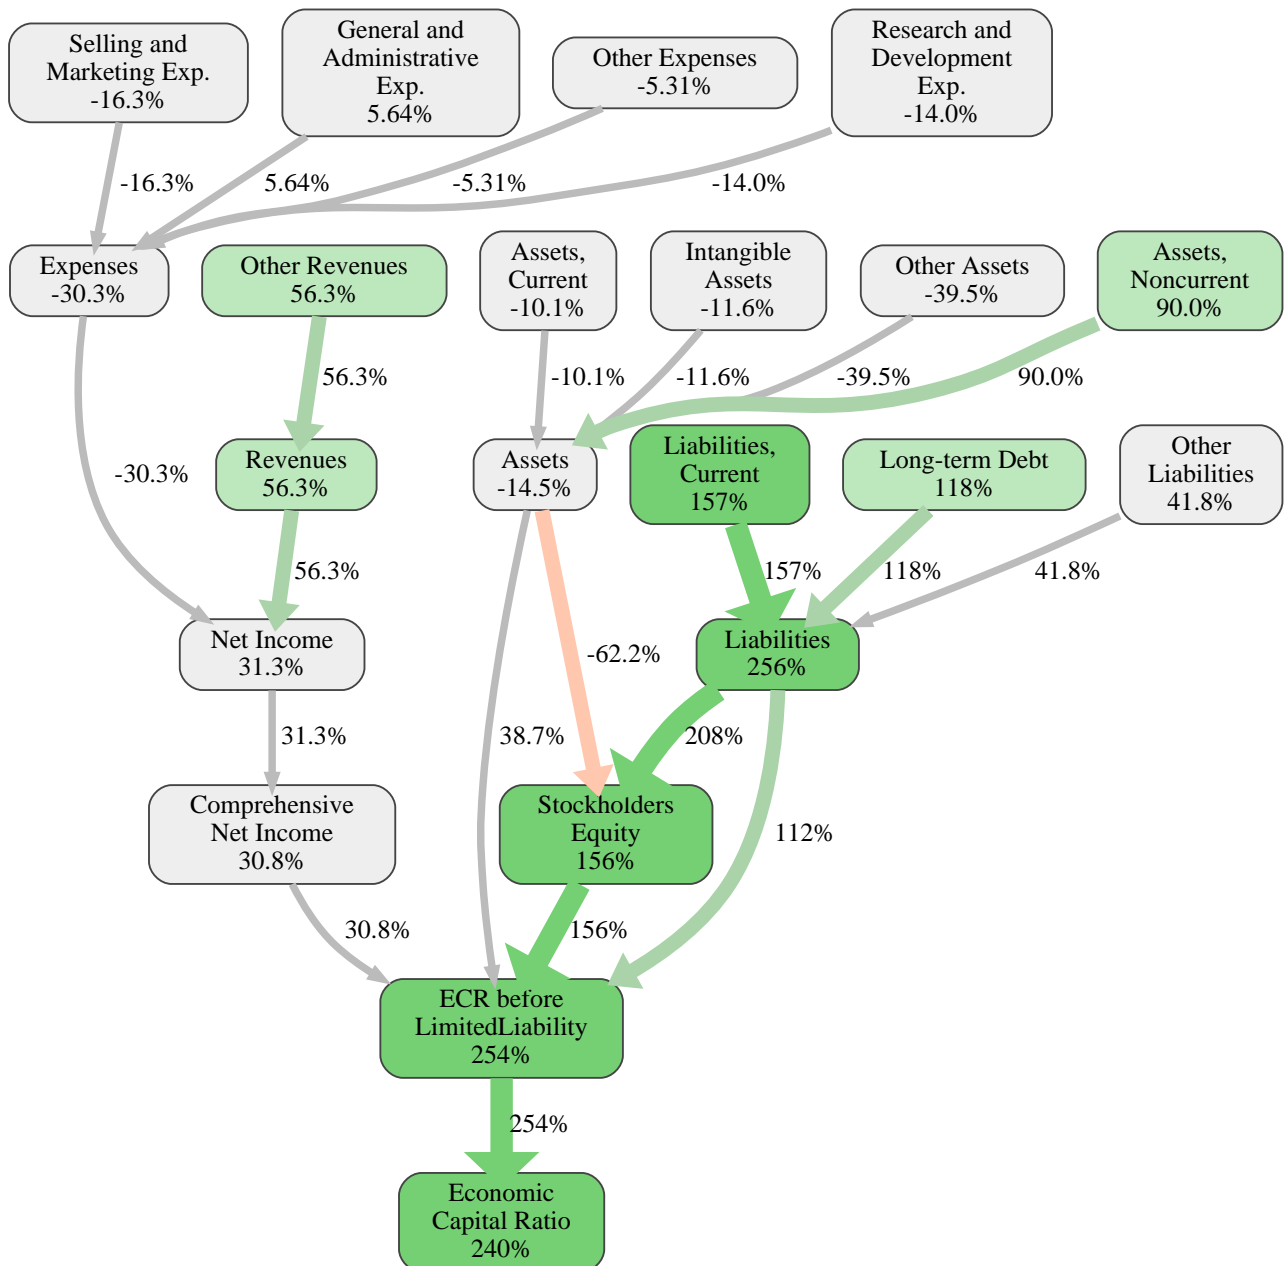 Selling and
Marketing Exp.
-16.3%
General and
Administrative
Exp.
5.64%
Other Expenses
-5.31%
Research and
Development
Exp.
-14.0%
-16.3%
5.64%
-5.31%
-14.0%
Expenses
-30.3%
Other Revenues
56.3%
Assets,
Current
-10.1%
Intangible
Assets
-11.6%
Other Assets
-39.5%
Assets,
Noncurrent
90.0%
56.3%
-10.1%
-11.6%
-39.5%
90.0%
-30.3%
Revenues
56.3%
Assets
-14.5%
Liabilities,
Current
157%
Long-term Debt
118%
Other
Liabilities
41.8%
56.3%
157%
118%
41.8%
Net Income
31.3%
-62.2%
Liabilities
256%
31.3%
38.7%
208%
Comprehensive
Net Income
30.8%
Stockholders
Equity
156%
112%
30.8%
156%
ECR before
LimitedLiability
254%
254%
Economic
Capital Ratio
240%